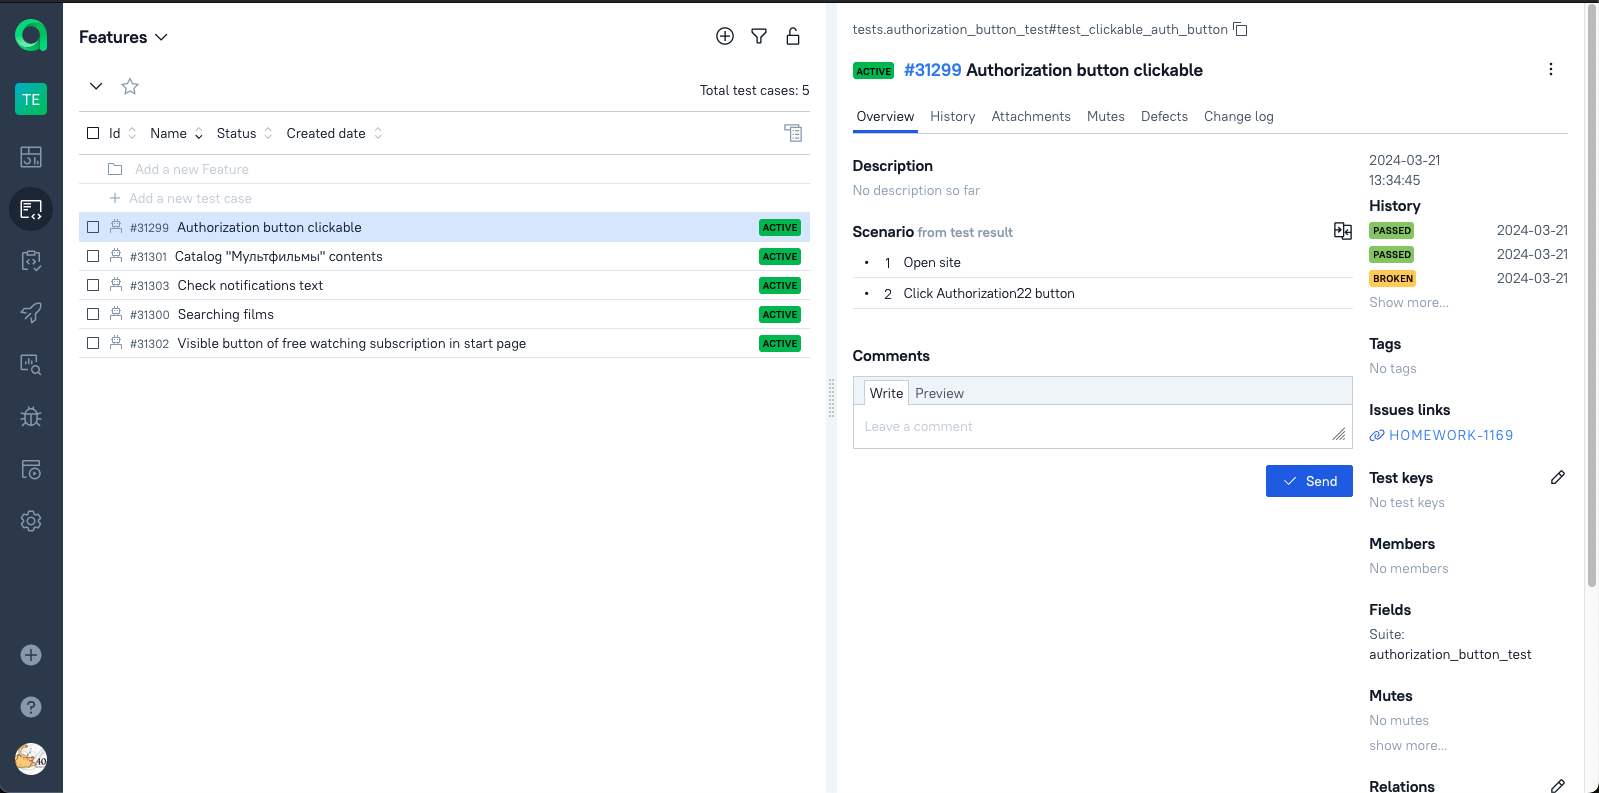 TE
Features
Total test cases: 5
Id Name Status Created date
Add a new Feature
Add a new test case
#31299 Authorization button clickable ACTIVE
#31301 Catalog "Мультфильмы" contents ACTIVE
#31303 Check notifications text ACTIVE
#31300 Searching films ACTIVE
#31302 Visible button of free watching subscription in start page ACTIVE
tests.authorization_button_test#test_clickable_auth_button
ACTIVE #31299 Authorization button clickable
Overview History Attachments Mutes Defects Change log
Description
No description so far
Scenario from test result
1 Open site
2 Click Authorization22 button
Comments
Write Preview
Leave a comment
Send
2024-03-21
13:34:45
History
PASSED 2024-03-21
PASSED 2024-03-21
BROKEN 2024-03-21
Show more...
Tags
No tags
Issues links
HOMEWORK-1169
Test keys
No test keys
Members
No members
Fields
Suite:
authorization_button_test
Mutes
No mutes
show more...
Relations